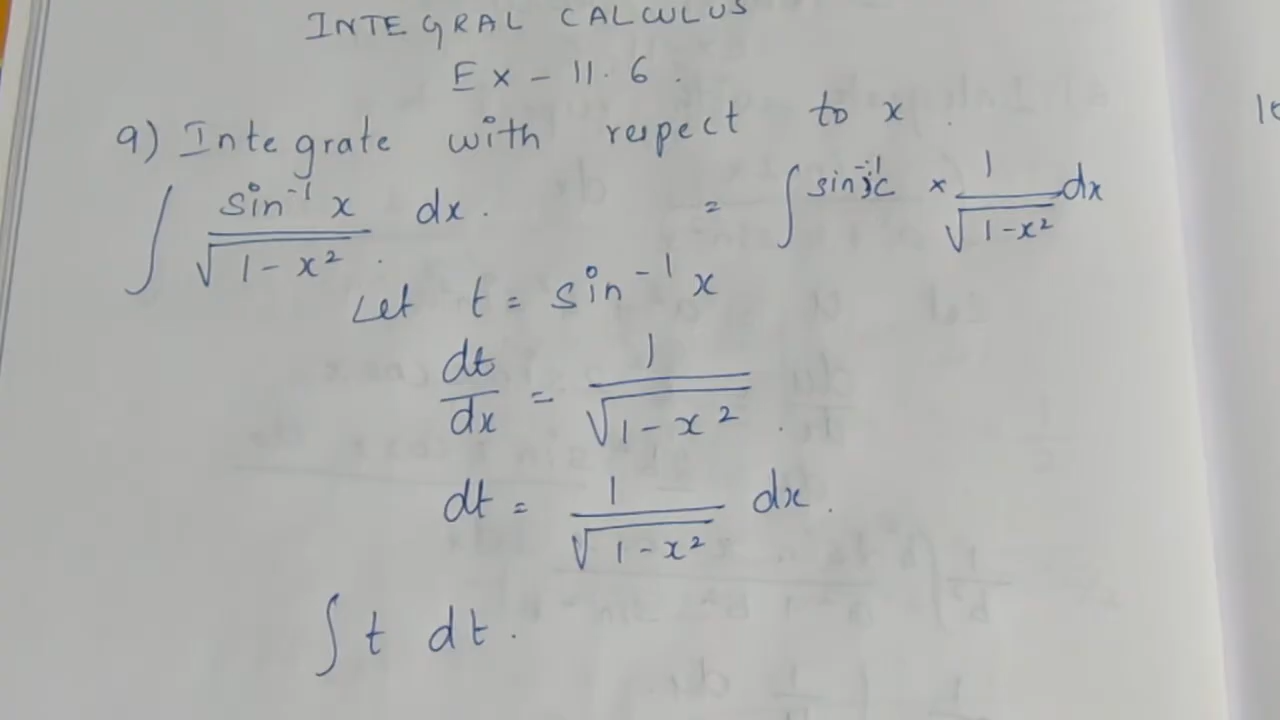 INTEGRAL CALCULUS
Ex - 11.6.
9) Integrate with respect to x.
∫ sin⁻¹ x / √(1 - x²) dx. = ∫ sin⁻¹x × 1/√(1-x²) dx
Let t = sin⁻¹ x
dt/dx = 1/√(1 - x²).
dt = 1/√(1 - x²) dx.
∫ t dt.